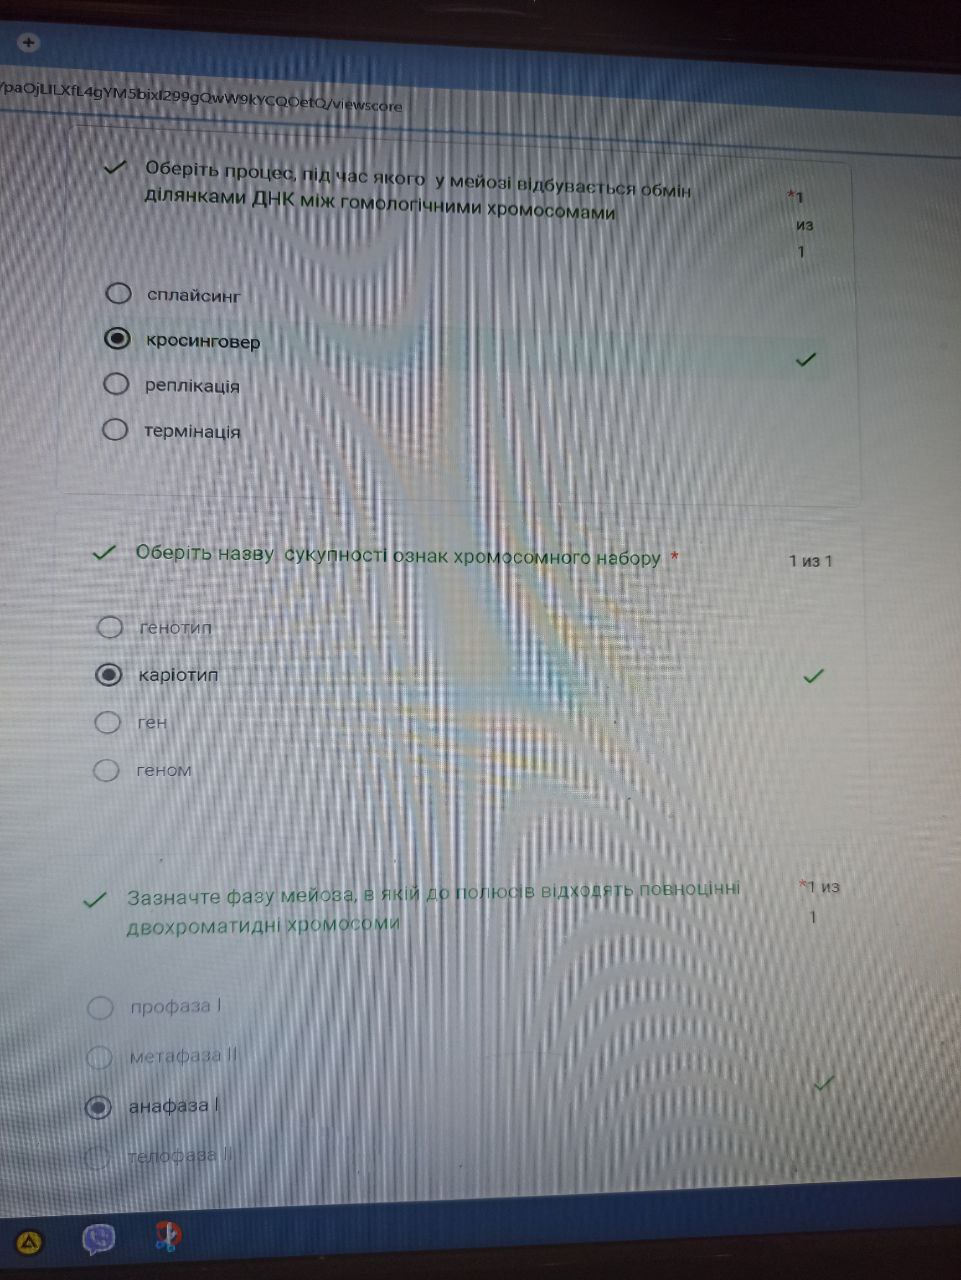 /paOjLILXfL4gYM5bixI299gQwW9kYCQOetQ/viewscore
Оберіть процес, під час якого у мейозі відбувається обмін
ділянками ДНК між гомологічними хромосомами
*1
из
1
сплайсинг
кросинговер
реплікація
термінація
Оберіть назву сукупності ознак хромосомного набору *
1 из 1
генотип
каріотип
ген
геном
Зазначте фазу мейоза, в якій до полюсів відходять повноцінні
двохроматидні хромосоми
*1 из
1
профаза I
метафаза II
анафаза I
телофаза II